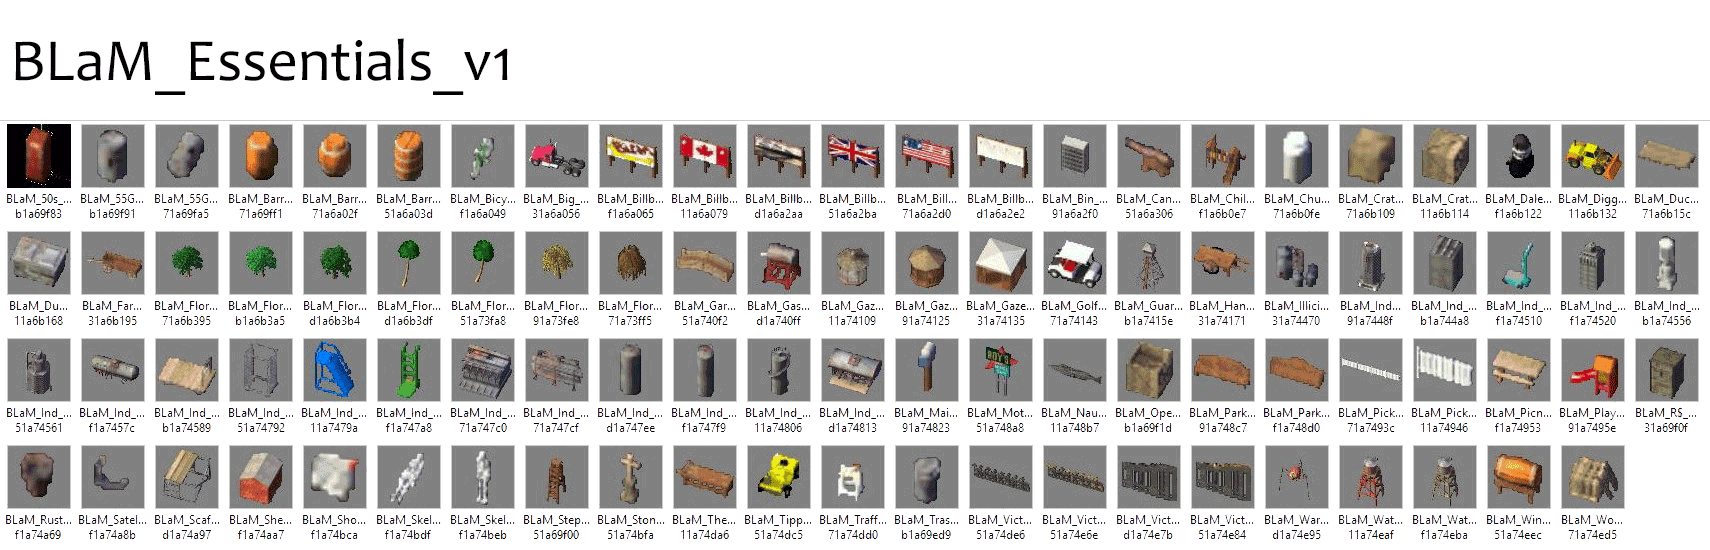 BLaM_Essentials_v1
BLaM_50s_... BLaM_55G... BLaM_55G... BLaM_Barr... BLaM_Barr... BLaM_Barr... BLaM_Bicy... BLaM_Big_... BLaM_Billb... BLaM_Billb... BLaM_Billb... BLaM_Billb... BLaM_Bill... BLaM_Billb... BLaM_Bin_... BLaM_Can... BLaM_Chil... BLaM_Chu... BLaM_Crat... BLaM_Crat... BLaM_Dale... BLaM_Digg... BLaM_Duc...
b1a69f83 b1a69f91 71a69fa5 71a69ff1 71a6a02f 51a6a03d f1a6a049 31a6a056 f1a6a065 11a6a079 d1a6a2aa 51a6a2ba 71a6a2d0 d1a6a2e2 91a6a2f0 51a6a306 f1a6b0e7 71a6b0fe 71a6b109 11a6b114 f1a6b122 11a6b132 71a6b15c
BLaM_Du... BLaM_Far... BLaM_Flor... BLaM_Flor... BLaM_Flor... BLaM_Flor... BLaM_Flor... BLaM_Flor... BLaM_Flor... BLaM_Gar... BLaM_Gas... BLaM_Gaz... BLaM_Gaz... BLaM_Gaze... BLaM_Golf... BLaM_Guar... BLaM_Han... BLaM_Illici... BLaM_Ind... BLaM_Ind_... BLaM_Ind_... BLaM_Ind_... BLaM_Ind_...
11a6b168 31a6b195 71a6b395 b1a6b3a5 d1a6b3b4 d1a6b3df 51a73fa8 91a73fe8 71a73ff5 51a740f2 d1a740ff 11a74109 91a74125 31a74135 71a74143 b1a7415e 31a74171 31a74470 91a7448f b1a744a8 f1a74510 f1a74520 b1a74556
BLaM_Ind_... BLaM_Ind_... BLaM_Ind_... BLaM_Ind_... BLaM_Ind_... BLaM_Ind_... BLaM_Ind_... BLaM_Ind_... BLaM_Ind_... BLaM_Ind_... BLaM_Ind_... BLaM_Ind_... BLaM_Mai... BLaM_Mot... BLaM_Nau... BLaM_Ope... BLaM_Park... BLaM_Park... BLaM_Pick... BLaM_Pick... BLaM_Picn... BLaM_Play... BLaM_RS_...
51a74561 f1a7457c b1a74589 51a74792 11a7479a f1a747a8 71a747c0 71a747cf d1a747ee f1a747f9 11a74806 d1a74813 91a74823 51a748a8 11a748b7 b1a69f1d 91a748c7 f1a748d0 71a7493c 11a74946 f1a74953 91a7495e 31a69f0f
BLaM_Rust... BLaM_Satel... BLaM_Scaf... BLaM_She... BLaM_Sho... BLaM_Skel... BLaM_Skel... BLaM_Step... BLaM_Ston... BLaM_The... BLaM_Tipp... BLaM_Traff... BLaM_Tras... BLaM_Vict... BLaM_Vict... BLaM_Vict... BLaM_Vict... BLaM_War... BLaM_Wat... BLaM_Wat... BLaM_Win... BLaM_Wo...
f1a74a69 f1a74a8b d1a74a97 f1a74aa7 f1a74bca f1a74bdf f1a74beb 51a69f00 51a74bfa 11a74da6 51a74dc5 71a74dd0 b1a69ed9 51a74de6 51a74e6e d1a74e7b 51a74e84 d1a74e95 11a74eaf f1a74eba 51a74eec 71a74ed5